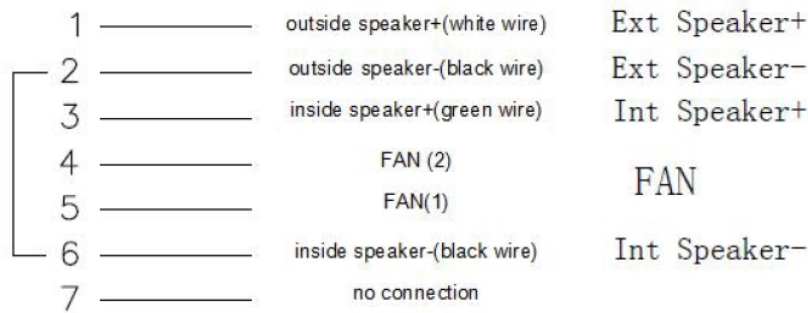 1 outside speaker+(white wire) Ext Speaker+
2 outside speaker-(black wire) Ext Speaker-
3 inside speaker+(green wire) Int Speaker+
4 FAN (2)
FAN
5 FAN(1)
6 inside speaker-(black wire) Int Speaker-
7 no connection